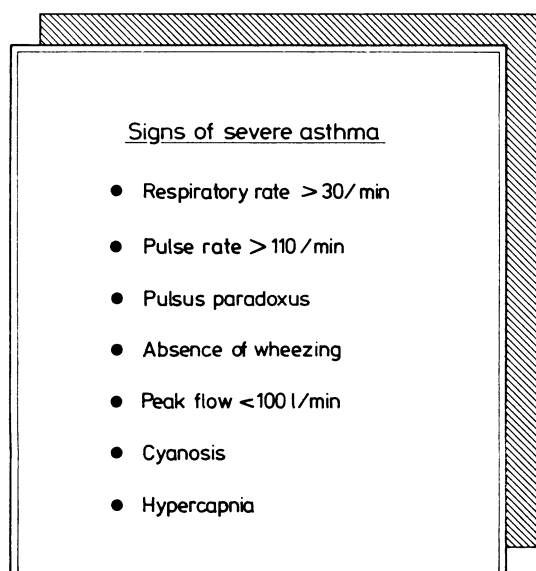 Signs of severe asthma
● Respiratory rate > 30/min
● Pulse rate > 110/min
● Pulsus paradoxus
● Absence of wheezing
● Peak flow < 100 l/min
● Cyanosis
● Hypercapnia